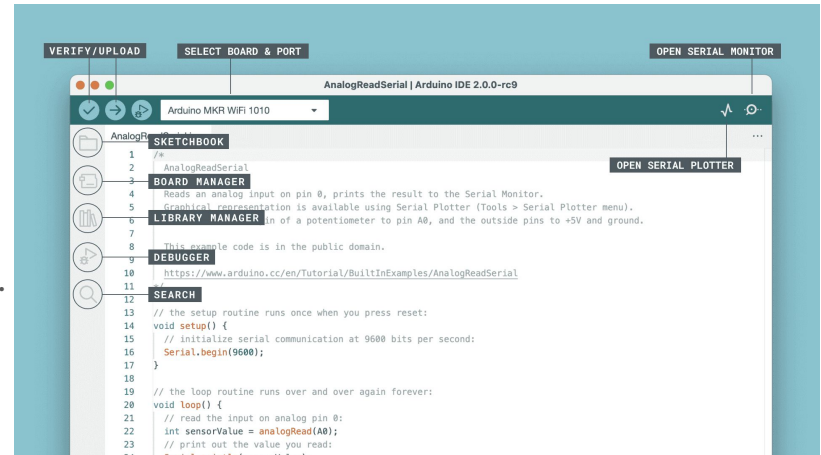 VERIFY/UPLOAD SELECT BOARD & PORT OPEN SERIAL MONITOR
AnalogReadSerial | Arduino IDE 2.0.0-rc9
Arduino MKR WiFi 1010
SKETCHBOOK
1 /*
2 AnalogReadSerial
OPEN SERIAL PLOTTER
3
BOARD MANAGER
4 Reads an analog input on pin 0, prints the result to the Serial Monitor.
5 Graphical representation is available using Serial Plotter (Tools > Serial Plotter menu).
LIBRARY MANAGER
6 of a potentiometer to pin A0, and the outside pins to +5V and ground.
7
8 This example code is in the public domain.
DEBUGGER
9
10 https://www.arduino.cc/en/Tutorial/BuiltInExamples/AnalogReadSerial
11 */
SEARCH
12
13 // the setup routine runs once when you press reset:
14 void setup() {
15 // initialize serial communication at 9600 bits per second:
16 Serial.begin(9600);
17 }
18
19 // the loop routine runs over and over again forever:
20 void loop() {
21 // read the input on analog pin 0:
22 int sensorValue = analogRead(A0);
23 // print out the value you read: